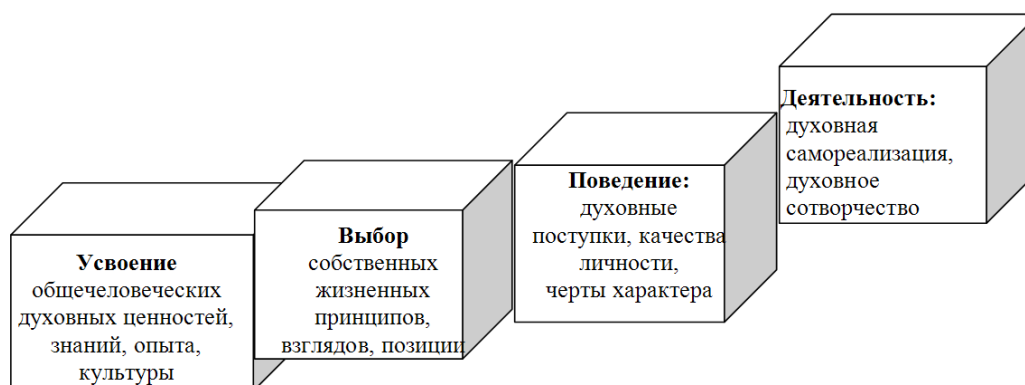 Усвоение
общечеловеческих
духовных ценностей,
знаний, опыта,
культуры
Выбор
собственных
жизненных
принципов,
взглядов, позиции
Поведение:
духовные
поступки, качества
личности,
черты характера
Деятельность:
духовная
самореализация,
духовное
сотворчество